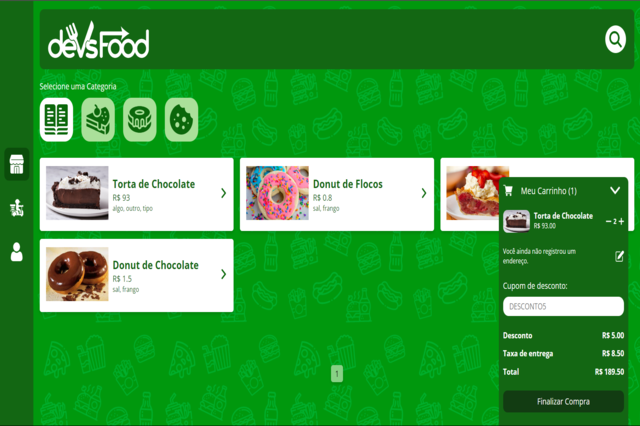 devsFood
Selecione uma Categoria
Torta de Chocolate
R$ 93
algo, outro, tipo
Donut de Flocos
R$ 0.8
sal, frango
Donut de Chocolate
R$ 1.5
sal, frango
1
Meu Carrinho (1)
Torta de Chocolate
R$ 93.00
2
Você ainda não registrou um
endereço.
Cupom de desconto:
DESCONTO5
Desconto R$ 5.00
Taxa de entrega R$ 8.50
Total R$ 189.50
Finalizar Compra